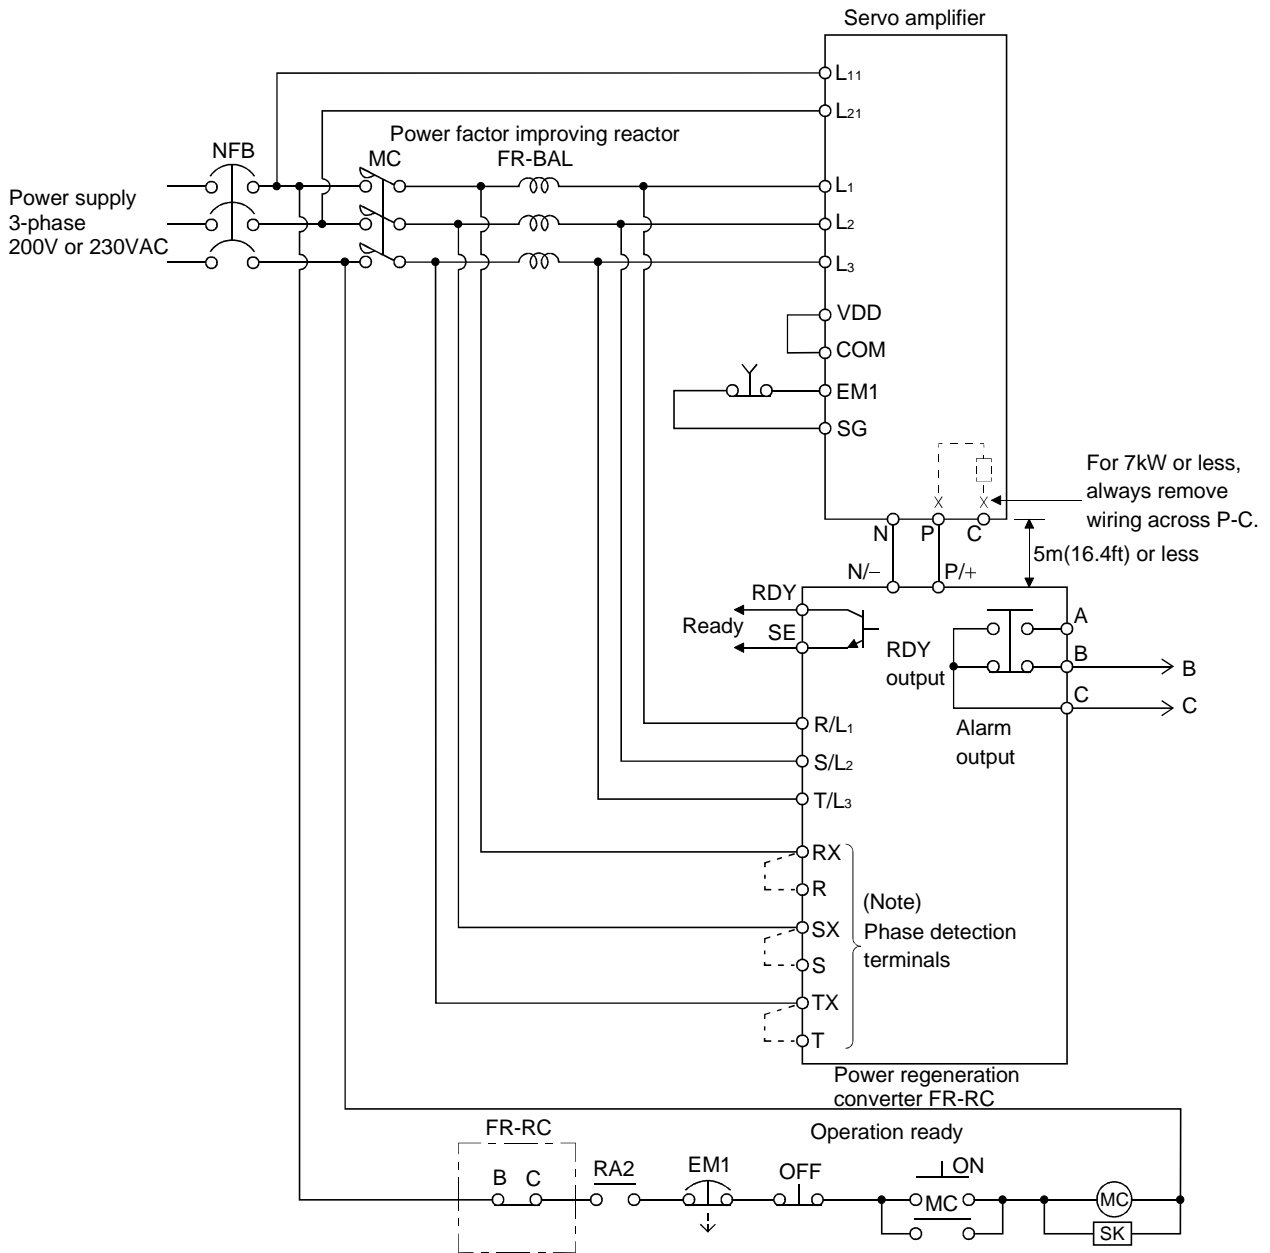 Servo amplifier
L11
L21
Power factor improving reactor
NFB
MC
FR-BAL
Power supply
3-phase
200V or 230VAC
L1
L2
L3
VDD
COM
EM1
SG
For 7kW or less,
always remove
wiring across P-C.
N
P
C
5m(16.4ft) or less
N/−
P/+
RDY
Ready
SE
RDY
output
A
B
B
C
C
Alarm
output
R/L1
S/L2
T/L3
RX
R
(Note)
Phase detection
terminals
SX
S
TX
T
Power regeneration
converter FR-RC
FR-RC
Operation ready
B
C
RA2
EM1
OFF
ON
MC
MC
SK